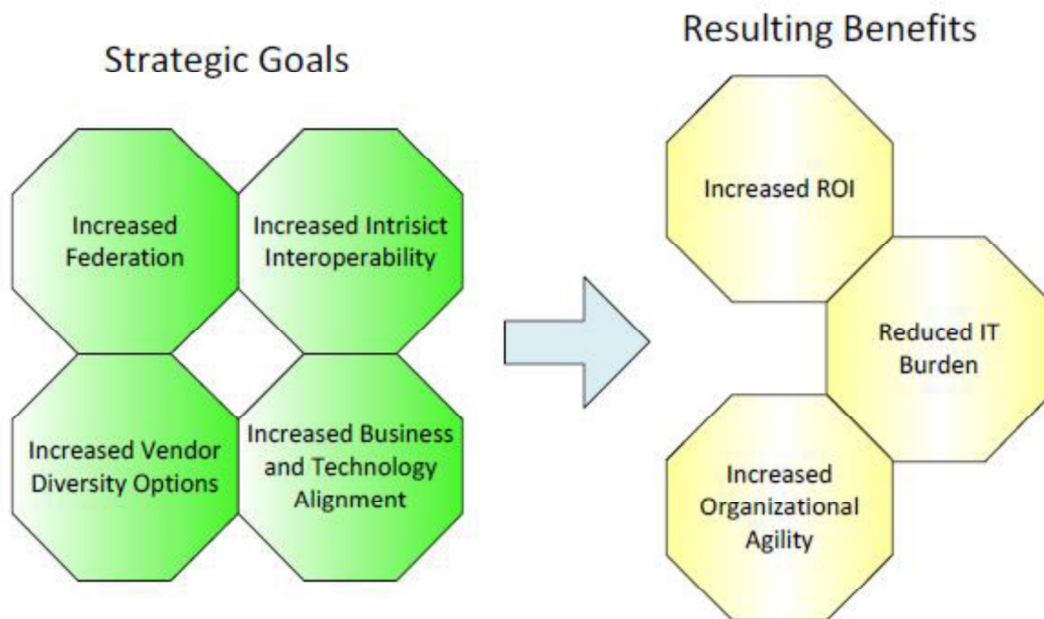 Strategic Goals
Increased
Federation
Increased Intrisict
Interoperability
Increased Vendor
Diversity Options
Increased Business
and Technology
Alignment
Resulting Benefits
Increased ROI
Reduced IT
Burden
Increased
Organizational
Agility